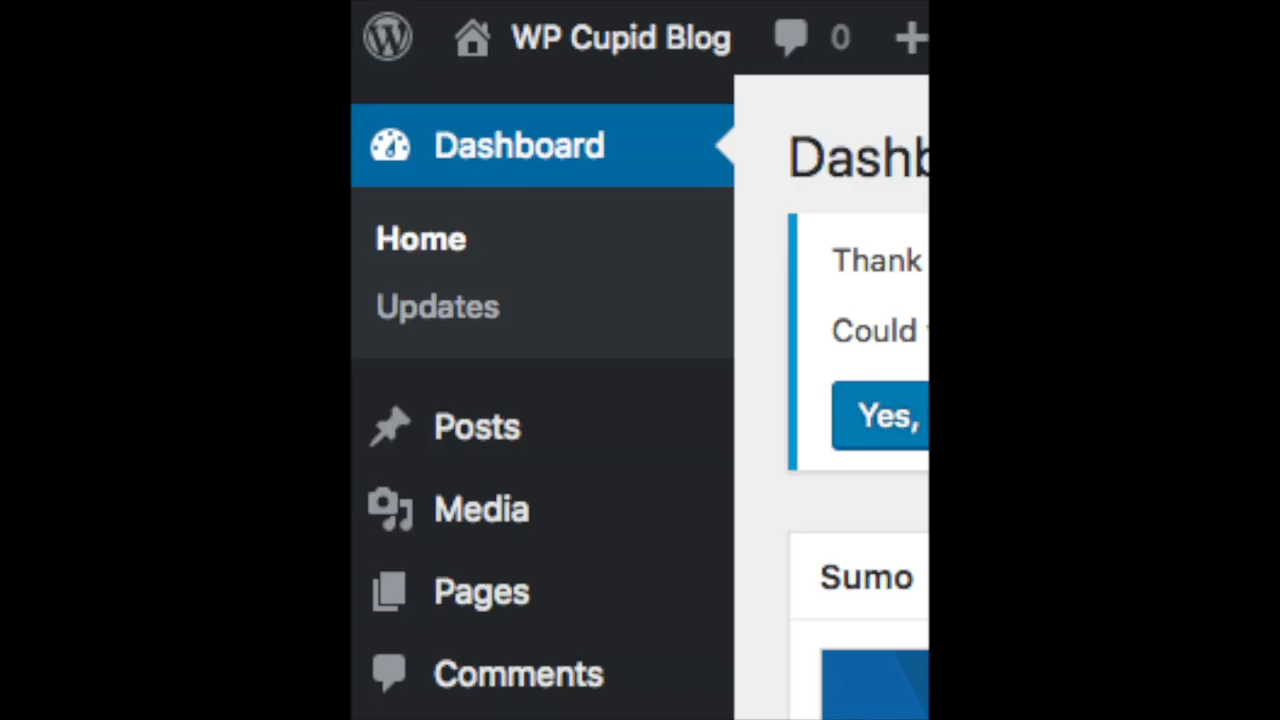 WP Cupid Blog 0
Dashboard
Home
Updates
Posts
Media
Pages
Comments
Dashb
Thank
Could
Yes,
Sumo